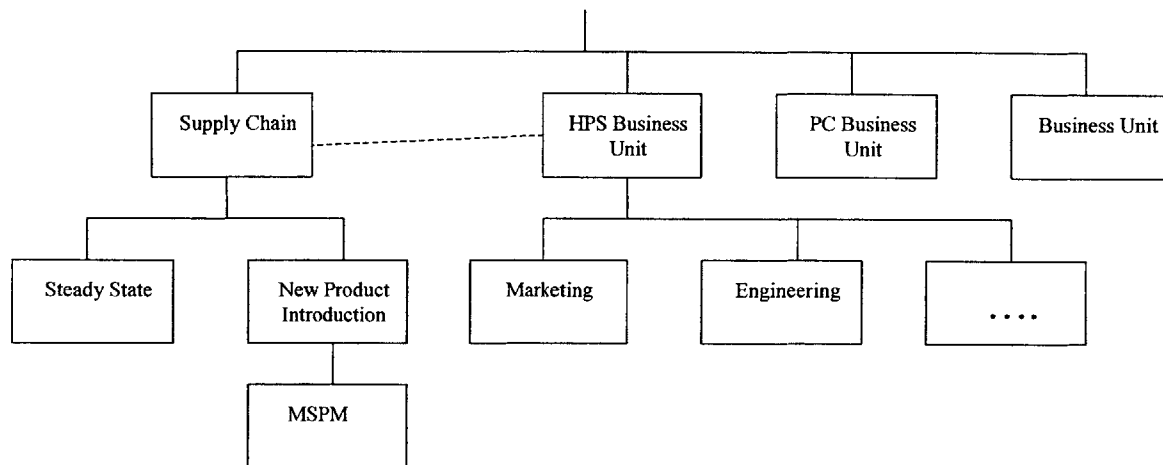 Supply Chain
HPS Business
Unit
PC Business
Unit
Business Unit
Steady State
New Product
Introduction
Marketing
Engineering
....
MSPM